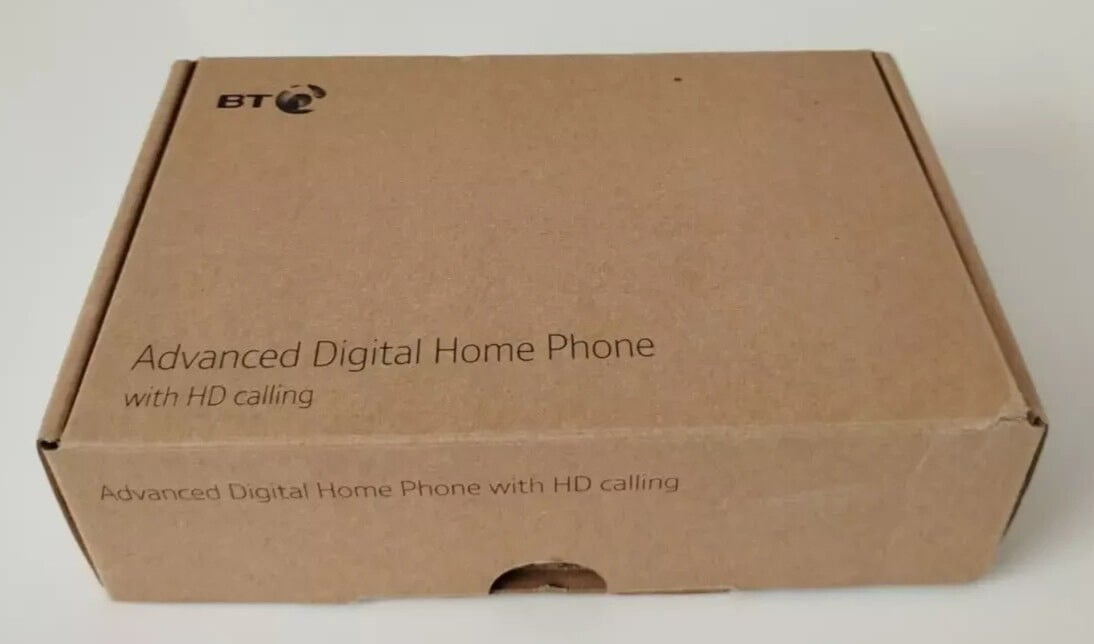 BT
Advanced Digital Home Phone
with HD calling
Advanced Digital Home Phone with HD calling